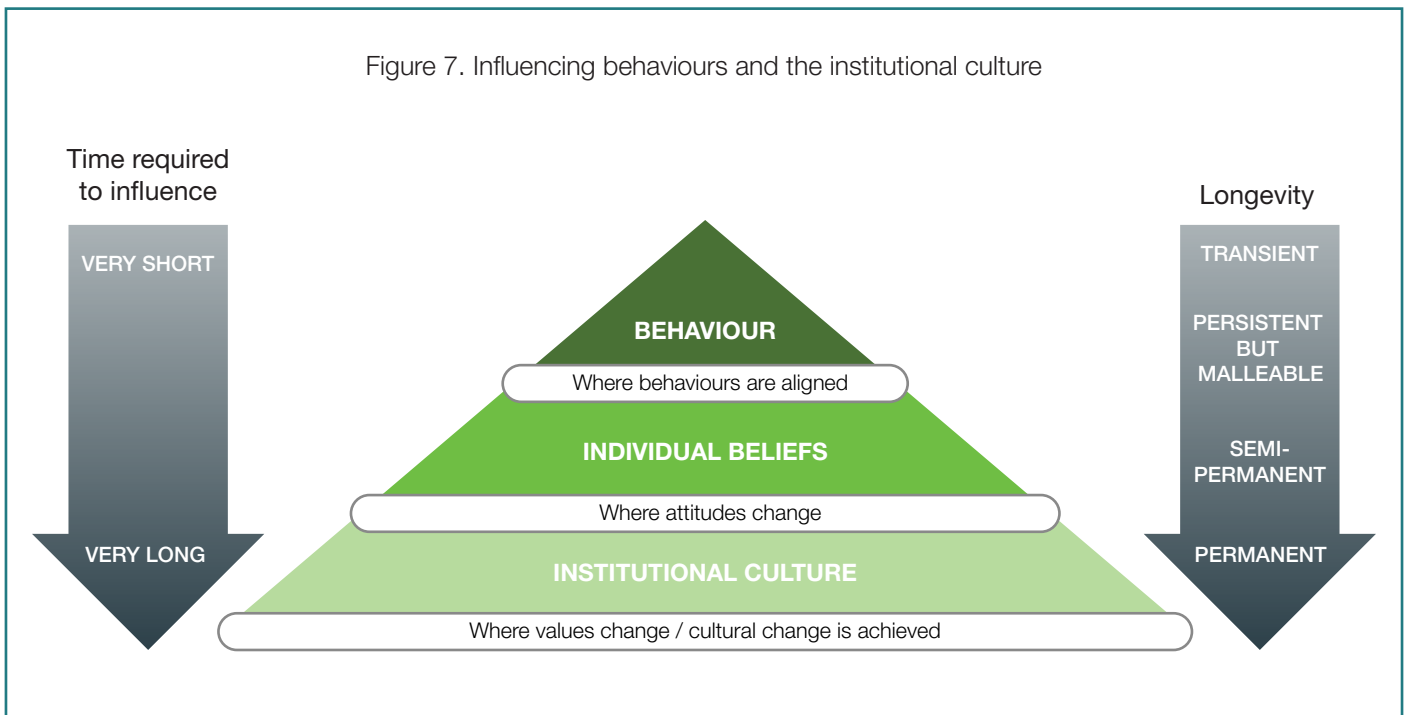 Figure 7. Influencing behaviours and the institutional culture
Time required
to influence
VERY SHORT
VERY LONG
BEHAVIOUR
Where behaviours are aligned
INDIVIDUAL BELIEFS
Where attitudes change
INSTITUTIONAL CULTURE
Where values change / cultural change is achieved
Longevity
TRANSIENT
PERSISTENT
BUT
MALLEABLE
SEMI-
PERMANENT
PERMANENT